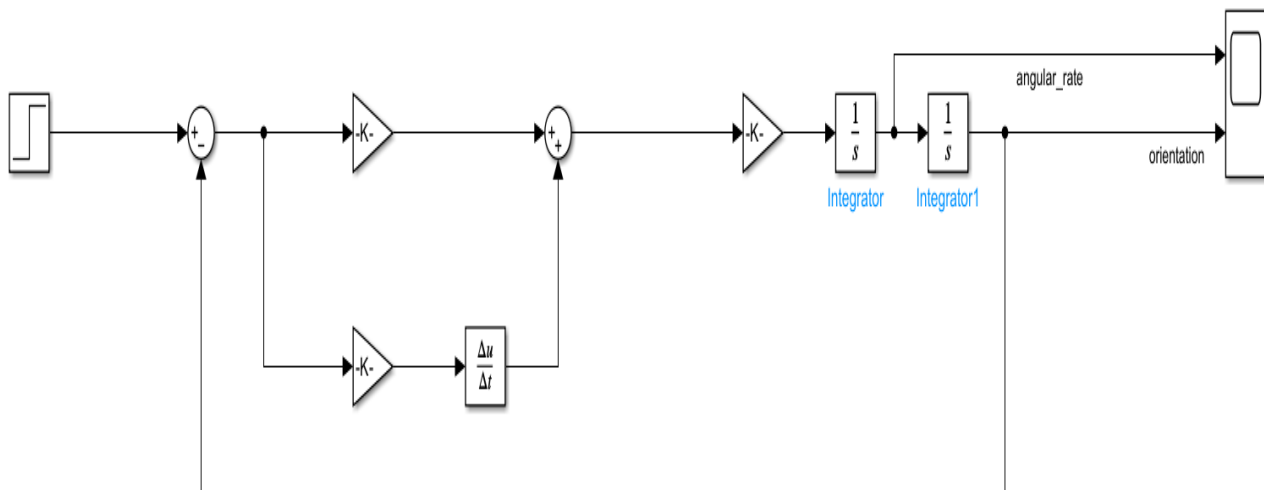 angular_rate
+
−
-K-
+
+
-K-
1
s
1
s
orientation
Integrator
Integrator1
-K-
Δu
Δt